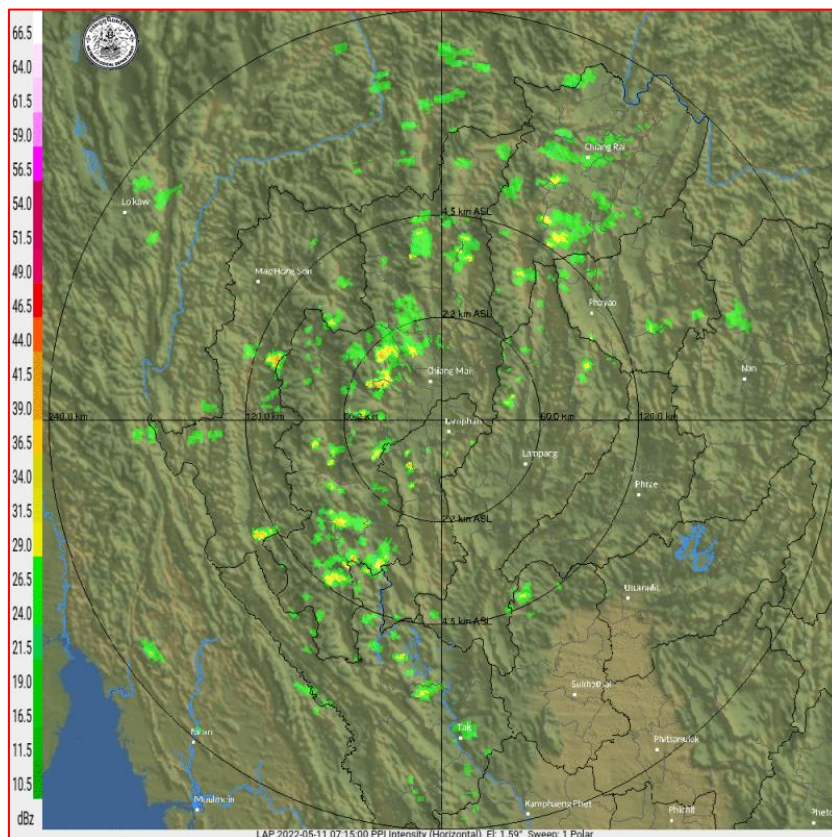 66.5
64.0
61.5
59.0
56.5
54.0
51.5
49.0
46.5
44.0
41.5
39.0
36.5
34.0
31.5
29.0
26.5
24.0
21.5
19.0
16.5
11.5
10.5
dBz
Chiang Rai
Loikaw
4.5 km ASL
Mae Hong Son
Phayao
2.2 km ASL
Chiang Mai
Nan
240.0 km
120.0 km
60.0 km
120.0 km
Lamphun
Lampang
Phrae
2.2 km ASL
Uttaradit
4.5 km ASL
Sukhothai
Tak
Phitsanulok
Moulmein
Kamphaeng Phet
Phichit
LAP 2022-05-11 07:15:00 PPI Intensity (Horizontal) El: 1.59° Sweep: 1 Polar